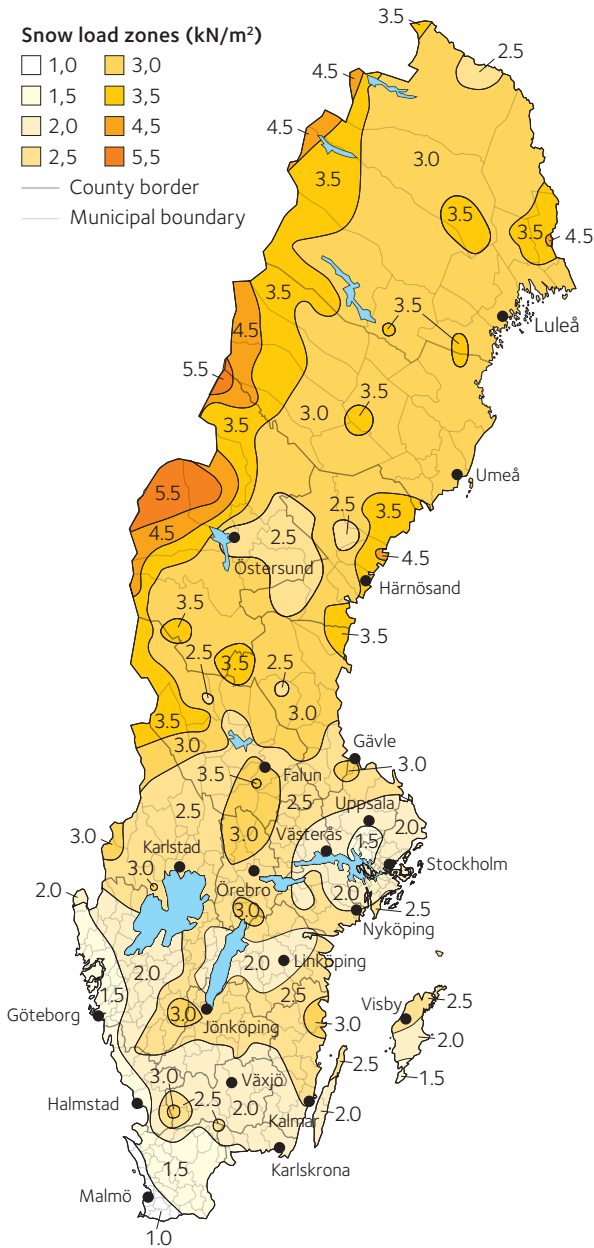 Snow load zones (kN/m²)
1,0
3,0
1,5
3,5
2,0
4,5
2,5
5,5
County border
Municipal boundary
3.5
2.5
4.5
4.5
3.0
3.5
3.5
3.5
4.5
3.5
3.5
4.5
Luleå
5.5
3.5
3.0
3.5
Umeå
5.5
2.5
3.5
4.5
2.5
4.5
Östersund
Härnösand
3.5
3.5
2.5
3.5
2.5
3.5
3.0
3.0
Gävle
3.5
Falun
3.0
2.5
2.5
Uppsala
3.0
2.0
3.0
Västerås
1.5
Karlstad
Stockholm
3.0
2.0
Örebro
2.0
3.0
2.5
Nyköping
2.0
2.0
Linköping
1.5
2.5
Visby
2.5
Göteborg
3.0
Jönköping
3.0
2.0
2.5
3.0
Växjö
1.5
Halmstad
2.5
2.0
2.0
Kalmar
1.5
Karlskrona
Malmö
1.0